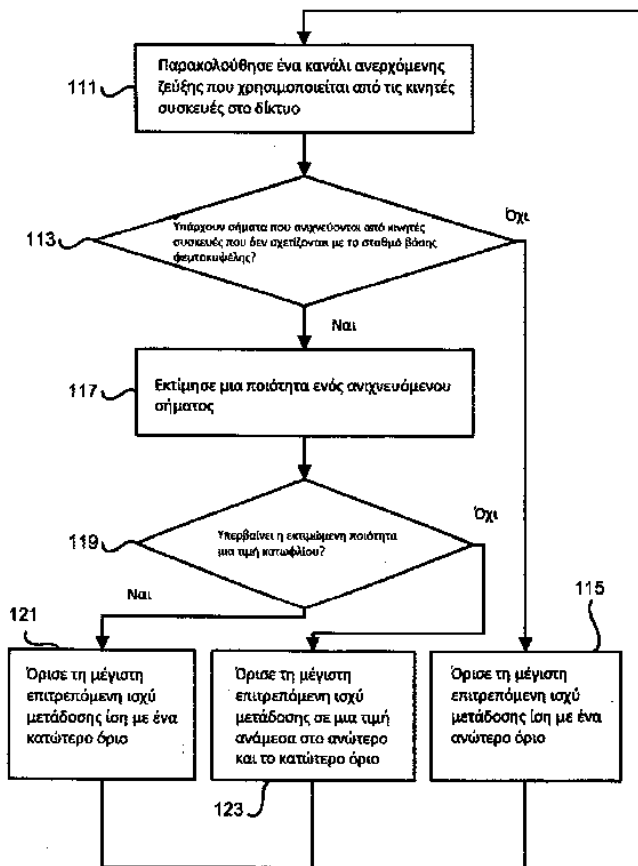 111
Παρακολούθησε ένα κανάλι ανερχόμενης
ζεύξης που χρησιμοποιείται από τις κινητές
συσκευές στο δίκτυο
113
Υπάρχουν σήματα που ανιχνεύονται από κινητές
συσκευές που δεν σχετίζονται με το σταθμό βάσης
φεμτοκυψέλης?
Όχι
Ναι
117
Εκτίμησε μια ποιότητα ενός ανιχνευόμενου
σήματος
119
Υπερβαίνει η εκτιμώμενη ποιότητα
μια τιμή κατωφλίου?
Όχι
Ναι
121
Όρισε τη μέγιστη
επιτρεπόμενη ισχύ
μετάδοσης ίση με ένα
κατώτερο όριο
Όρισε τη μέγιστη
επιτρεπόμενη ισχύ
μετάδοσης σε μια τιμή
ανάμεσα στο ανώτερο
και το κατώτερο όριο
123
115
Όρισε τη μέγιστη
επιτρεπόμενη ισχύ
μετάδοσης ίση με ένα
ανώτερο όριο